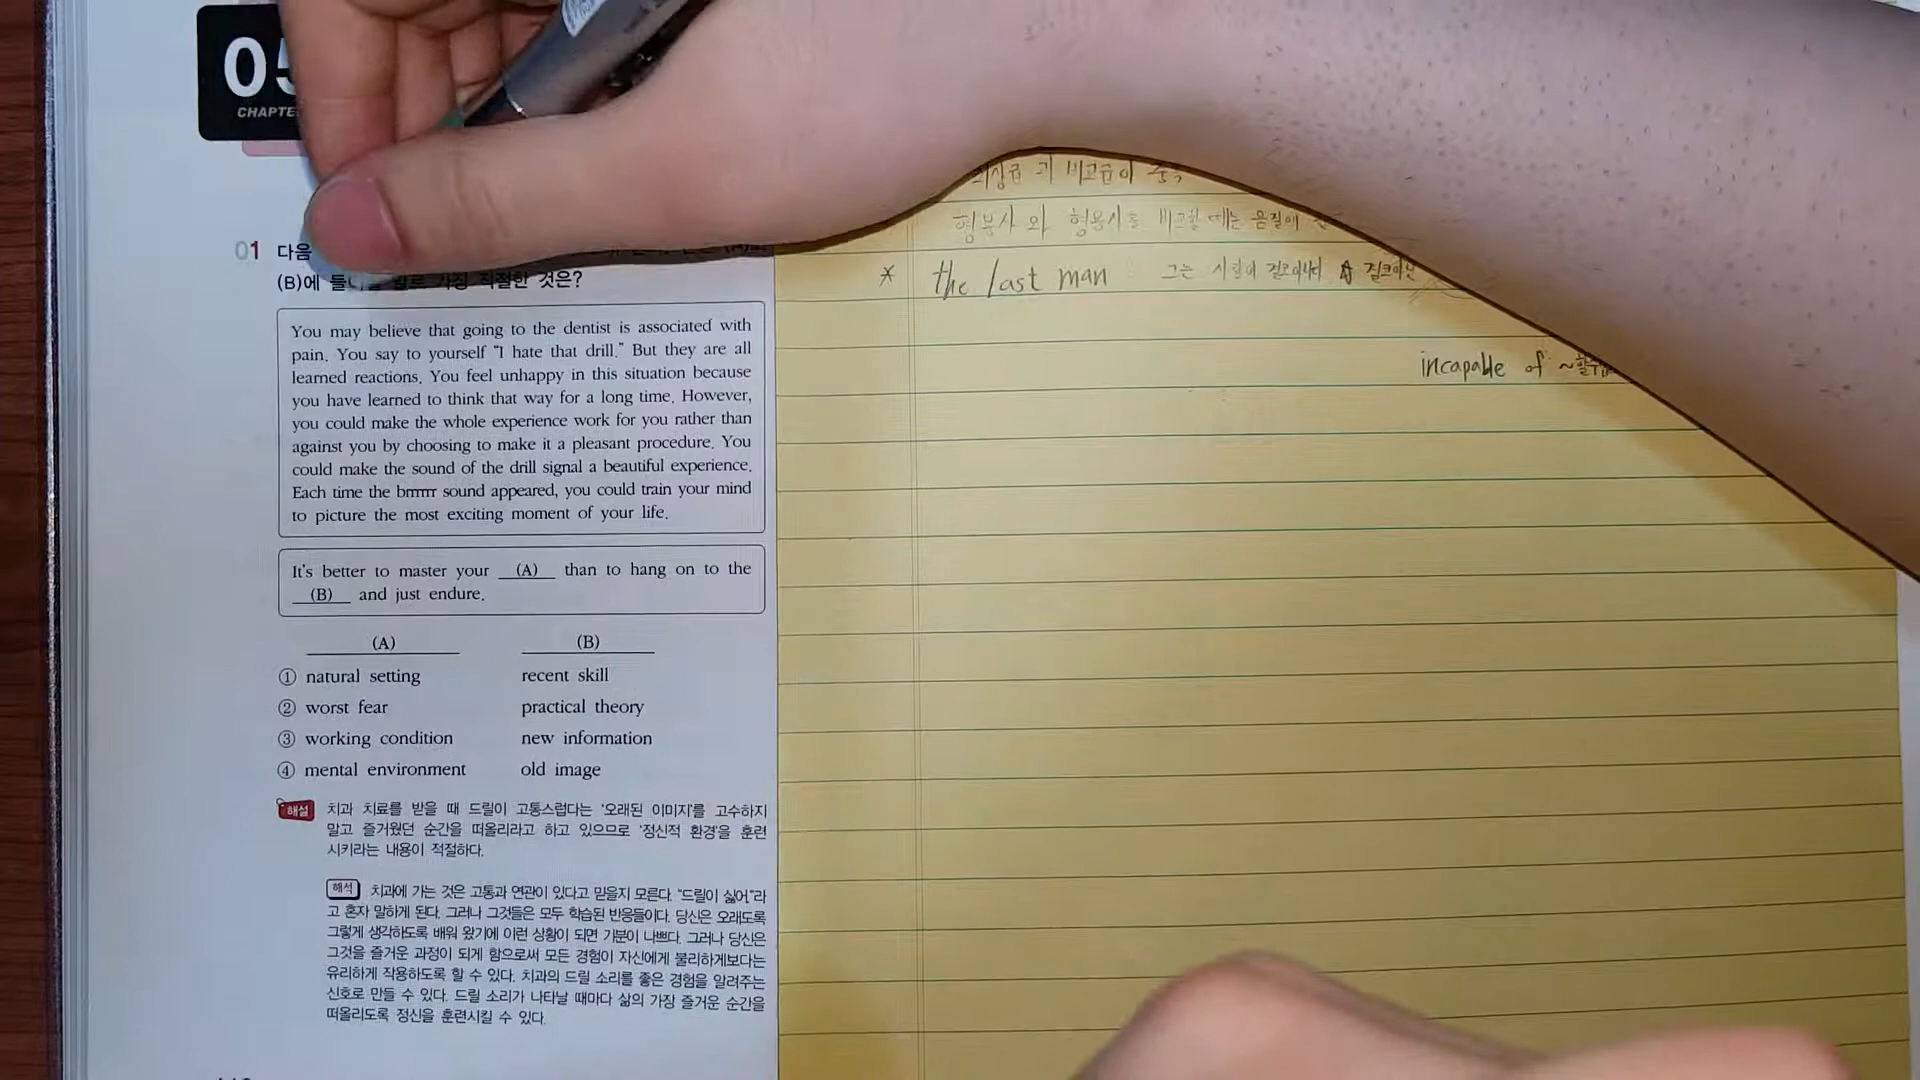 05
CHAPTE
과 비교급이
형용사 와 형용사를 비교할 때는
01 다음
(B)에 가장 적절한 것은?
* the last man 그는
incapable of
You may believe that going to the dentist is associated with
pain. You say to yourself “I hate that drill.” But they are all
learned reactions. You feel unhappy in this situation because
you have learned to think that way for a long time. However,
you could make the whole experience work for you rather than
against you by choosing to make it a pleasant procedure. You
could make the sound of the drill signal a beautiful experience.
Each time the brrrrrr sound appeared, you could train your mind
to picture the most exciting moment of your life.
It's better to master your (A) than to hang on to the
(B) and just endure.
(A) (B)
① natural setting recent skill
② worst fear practical theory
③ working condition new information
④ mental environment old image
해설 치과 치료를 받을 때 드릴이 고통스럽다는 '오래된 이미지'를 고수하지
말고 즐거웠던 순간을 떠올리라고 하고 있으므로 '정신적 환경'을 훈련
시키라는 내용이 적절하다.
해석 치과에 가는 것은 고통과 연관이 있다고 믿을지 모른다. "드릴이 싫어."라
고 혼자 말하게 된다. 그러나 그것들은 모두 학습된 반응들이다. 당신은 오래도록
그렇게 생각하도록 배워 왔기에 이런 상황이 되면 기분이 나쁘다. 그러나 당신은
그것을 즐거운 과정이 되게 함으로써 모든 경험이 자신에게 불리하게보다는
유리하게 작용하도록 할 수 있다. 치과의 드릴 소리를 좋은 경험을 알려주는
신호로 만들 수 있다. 드릴 소리가 나타날 때마다 삶의 가장 즐거운 순간을
떠올리도록 정신을 훈련시킬 수 있다.